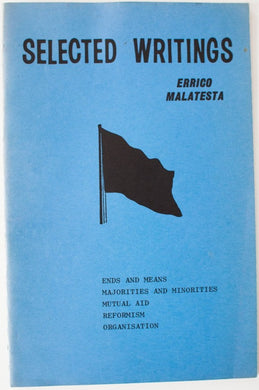 SELECTED WRITINGS
ERRICO
MALATESTA
ENDS AND MEANS
MAJORITIES AND MINORITIES
MUTUAL AID
REFORMISM
ORGANISATION